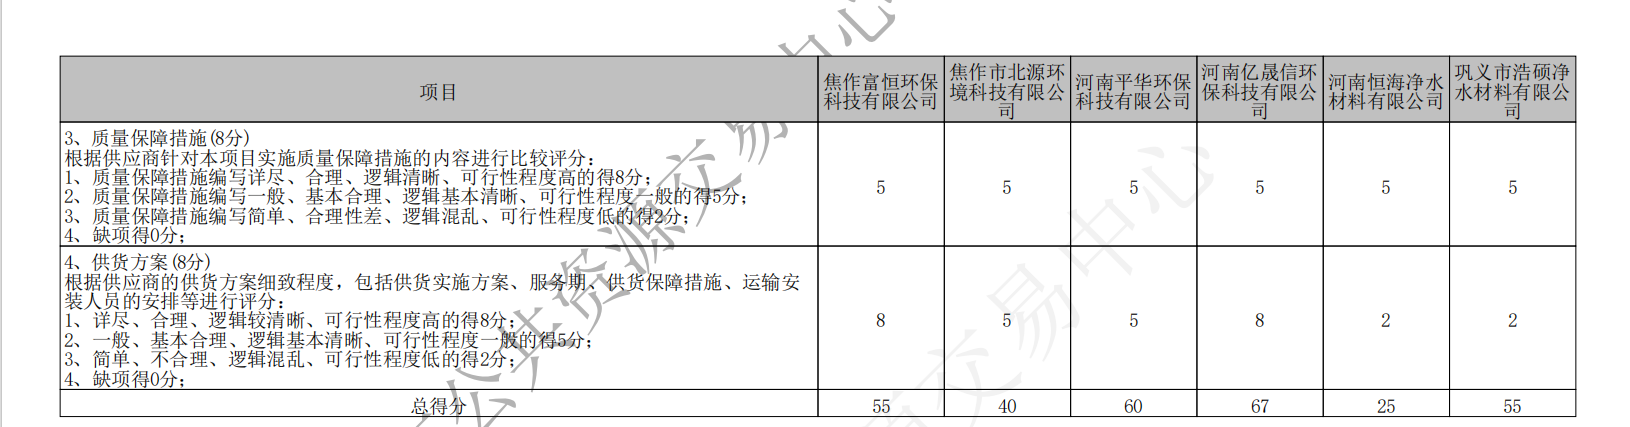 项目
焦作富恒环保
科技有限公司
焦作市北源环
境科技有限公
司
河南平华环保
科技有限公司
河南亿晟信环
保科技有限公
司
河南恒海净水
材料有限公司
巩义市浩硕净
水材料有限公
司
3、质量保障措施(8分)
根据供应商针对本项目实施质量保障措施的内容进行比较评分：
1、质量保障措施编写详尽、合理、逻辑清晰、可行性程度高的得8分；
2、质量保障措施编写一般、基本合理、逻辑基本清晰、可行性程度一般的得5分；
3、质量保障措施编写简单、合理性差、逻辑混乱、可行性程度低的得2分；
4、缺项得0分；
5
5
5
5
5
5
4、供货方案(8分)
根据供应商的供货方案细致程度，包括供货实施方案、服务期、供货保障措施、运输安
装人员的安排等进行评分：
1、详尽、合理、逻辑较清晰、可行性程度高的得8分；
2、一般、基本合理、逻辑基本清晰、可行性程度一般的得5分；
3、简单、不合理、逻辑混乱、可行性程度低的得2分；
4、缺项得0分；
8
5
5
8
2
2
总得分
55
40
60
67
25
55
公共资源交易中心
源交易中心